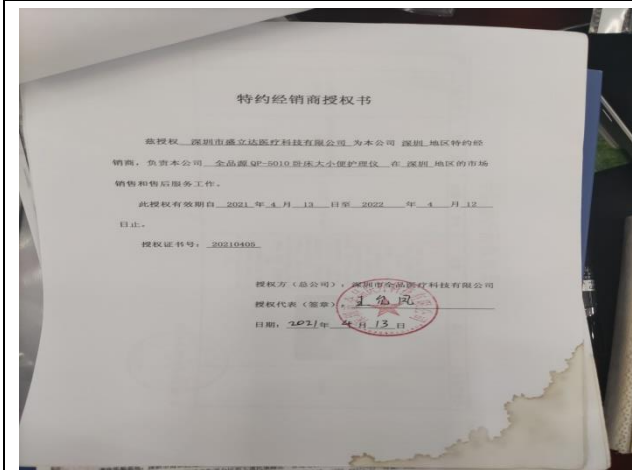 特约经销商授权书
兹授权 深圳市盛立达医疗科技有限公司 为本公司 深圳 地区特约经
销商，负责本公司 全品源 QP-5010 卧床大小便护理仪 在 深圳 地区的市场
销售和售后服务工作。
此授权有效期自 2021 年 4 月 13 日至 2022 年 4 月 12
日止。
授权证书号： 20210405
授权方（总公司）：深圳市全品医疗科技有限公司
授权代表（签章）：王 凤
日期： 2021 年 4 月 13 日